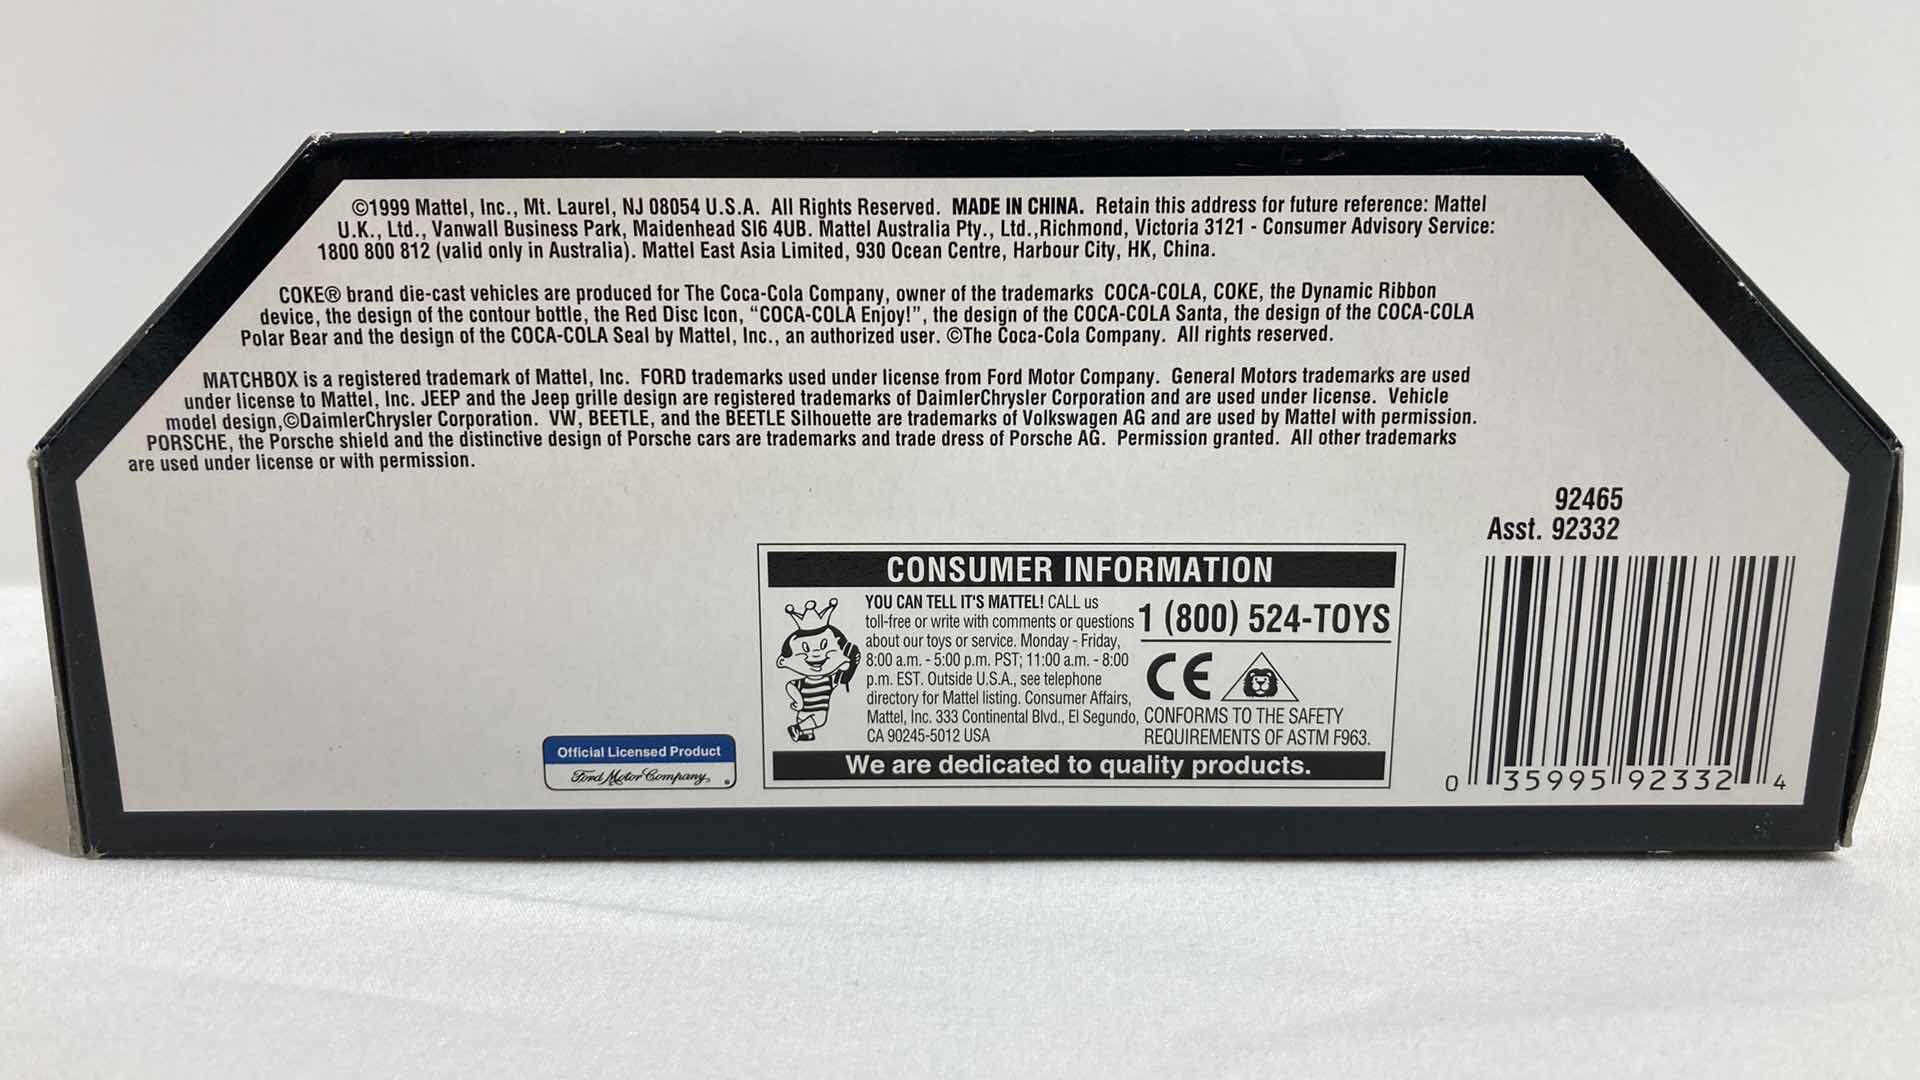 ©1999 Mattel, Inc., Mt. Laurel, NJ 08054 U.S.A. All Rights Reserved. MADE IN CHINA. Retain this address for future reference: Mattel
U.K., Ltd., Vanwall Business Park, Maidenhead Sl6 4UB. Mattel Australia Pty., Ltd.,Richmond, Victoria 3121 - Consumer Advisory Service:
1800 800 812 (valid only in Australia). Mattel East Asia Limited, 930 Ocean Centre, Harbour City, HK, China.
COKE® brand die-cast vehicles are produced for The Coca-Cola Company, owner of the trademarks COCA-COLA, COKE, the Dynamic Ribbon
device, the design of the contour bottle, the Red Disc Icon, "COCA-COLA Enjoy!", the design of the COCA-COLA Santa, the design of the COCA-COLA
Polar Bear and the design of the COCA-COLA Seal by Mattel, Inc., an authorized user. ©The Coca-Cola Company. All rights reserved.
MATCHBOX is a registered trademark of Mattel, Inc. FORD trademarks used under license from Ford Motor Company. General Motors trademarks are used
under license to Mattel, Inc. JEEP and the Jeep grille design are registered trademarks of DaimlerChrysler Corporation and are used under license. Vehicle
model design,©DaimlerChrysler Corporation. VW, BEETLE, and the BEETLE Silhouette are trademarks of Volkswagen AG and are used by Mattel with permission.
PORSCHE, the Porsche shield and the distinctive design of Porsche cars are trademarks and trade dress of Porsche AG. Permission granted. All other trademarks
are used under license or with permission.
92465
Asst. 92332
CONSUMER INFORMATION
YOU CAN TELL IT'S MATTEL! CALL us
toll-free or write with comments or questions
about our toys or service. Monday - Friday,
8:00 a.m. - 5:00 p.m. PST; 11:00 a.m. - 8:00
p.m. EST. Outside U.S.A., see telephone
directory for Mattel listing. Consumer Affairs,
Mattel, Inc. 333 Continental Blvd., El Segundo,
CA 90245-5012 USA
1 (800) 524-TOYS
CE
CONFORMS TO THE SAFETY
REQUIREMENTS OF ASTM F963.
We are dedicated to quality products.
Official Licensed Product
Ford Motor Company
0 35995 92332 4